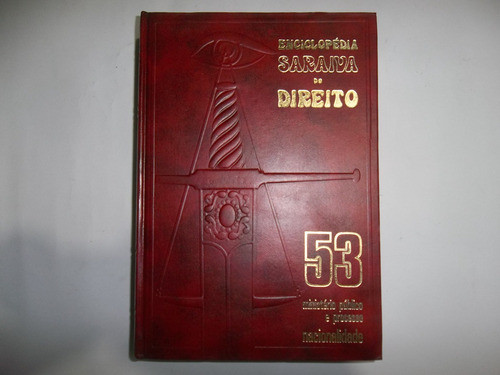 ENCICLOPÉDIA
SARAIVA
DO
DIREITO
53
ministério público
e processo
nacionalidade